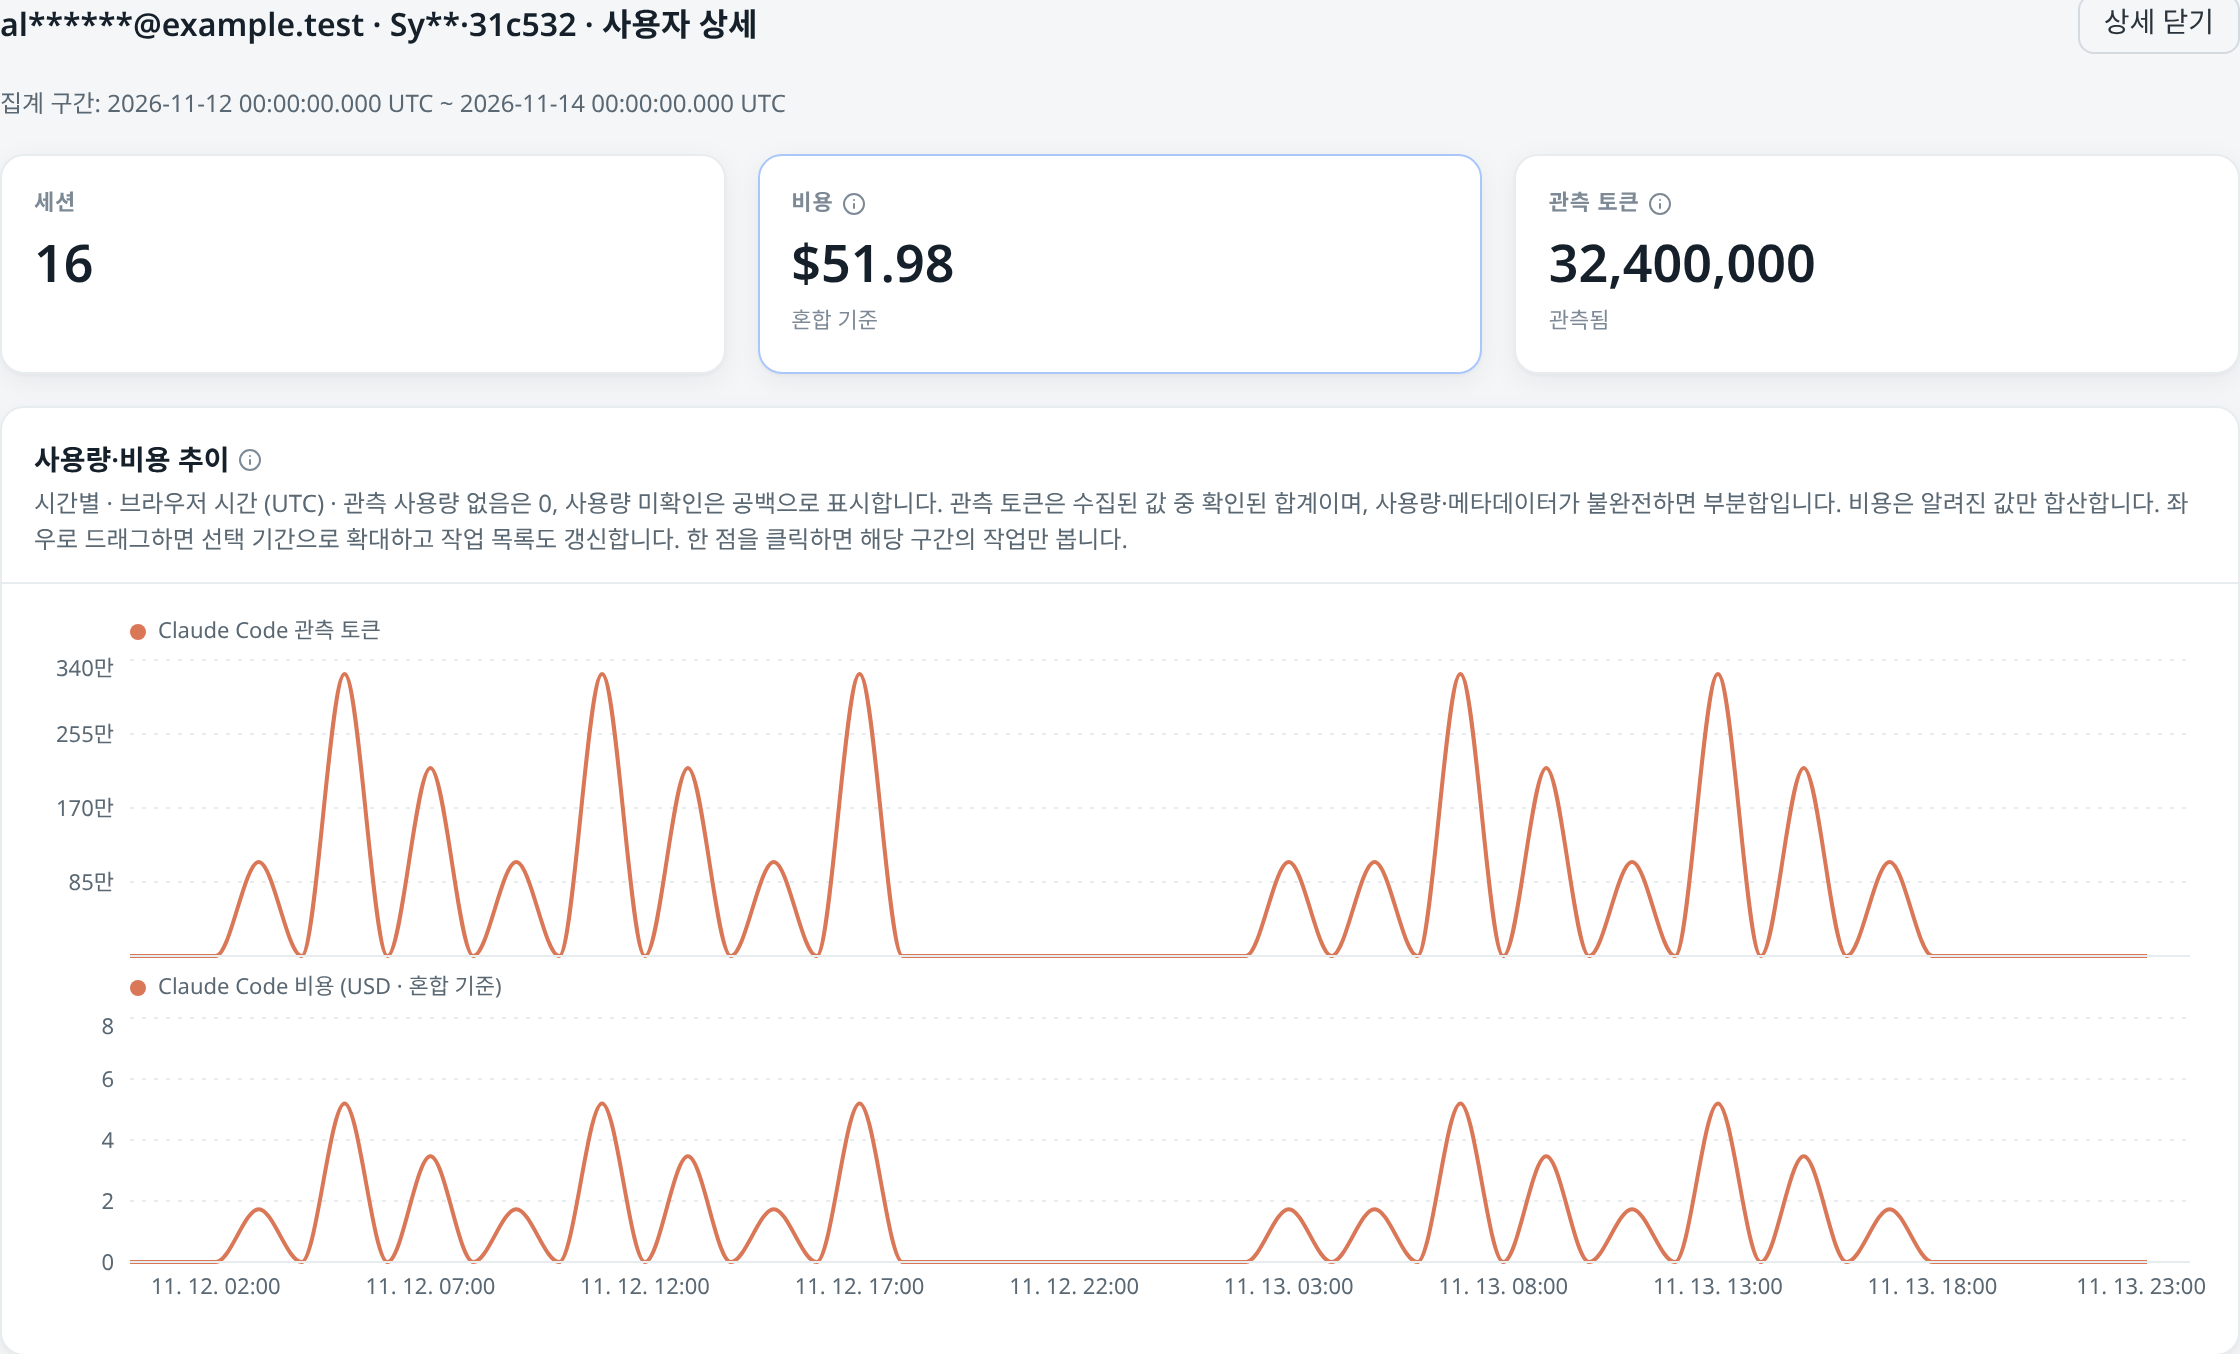 al******@example.test · Sy**·31c532 · 사용자 상세
상세 닫기
집계 구간: 2026-11-12 00:00:00.000 UTC ~ 2026-11-14 00:00:00.000 UTC
세션
16
비용
$51.98
혼합 기준
관측 토큰
32,400,000
관측됨
사용량·비용 추이
시간별 · 브라우저 시간 (UTC) · 관측 사용량 없음은 0, 사용량 미확인은 공백으로 표시합니다. 관측 토큰은 수집된 값 중 확인된 합계이며, 사용량·메타데이터가 불완전하면 부분합입니다. 비용은 알려진 값만 합산합니다. 좌
우로 드래그하면 선택 기간으로 확대하고 작업 목록도 갱신합니다. 한 점을 클릭하면 해당 구간의 작업만 봅니다.
Claude Code 관측 토큰
340만
255만
170만
85만
Claude Code 비용 (USD · 혼합 기준)
8
6
4
2
0
11. 12. 02:00
11. 12. 07:00
11. 12. 12:00
11. 12. 17:00
11. 12. 22:00
11. 13. 03:00
11. 13. 08:00
11. 13. 13:00
11. 13. 18:00
11. 13. 23:00